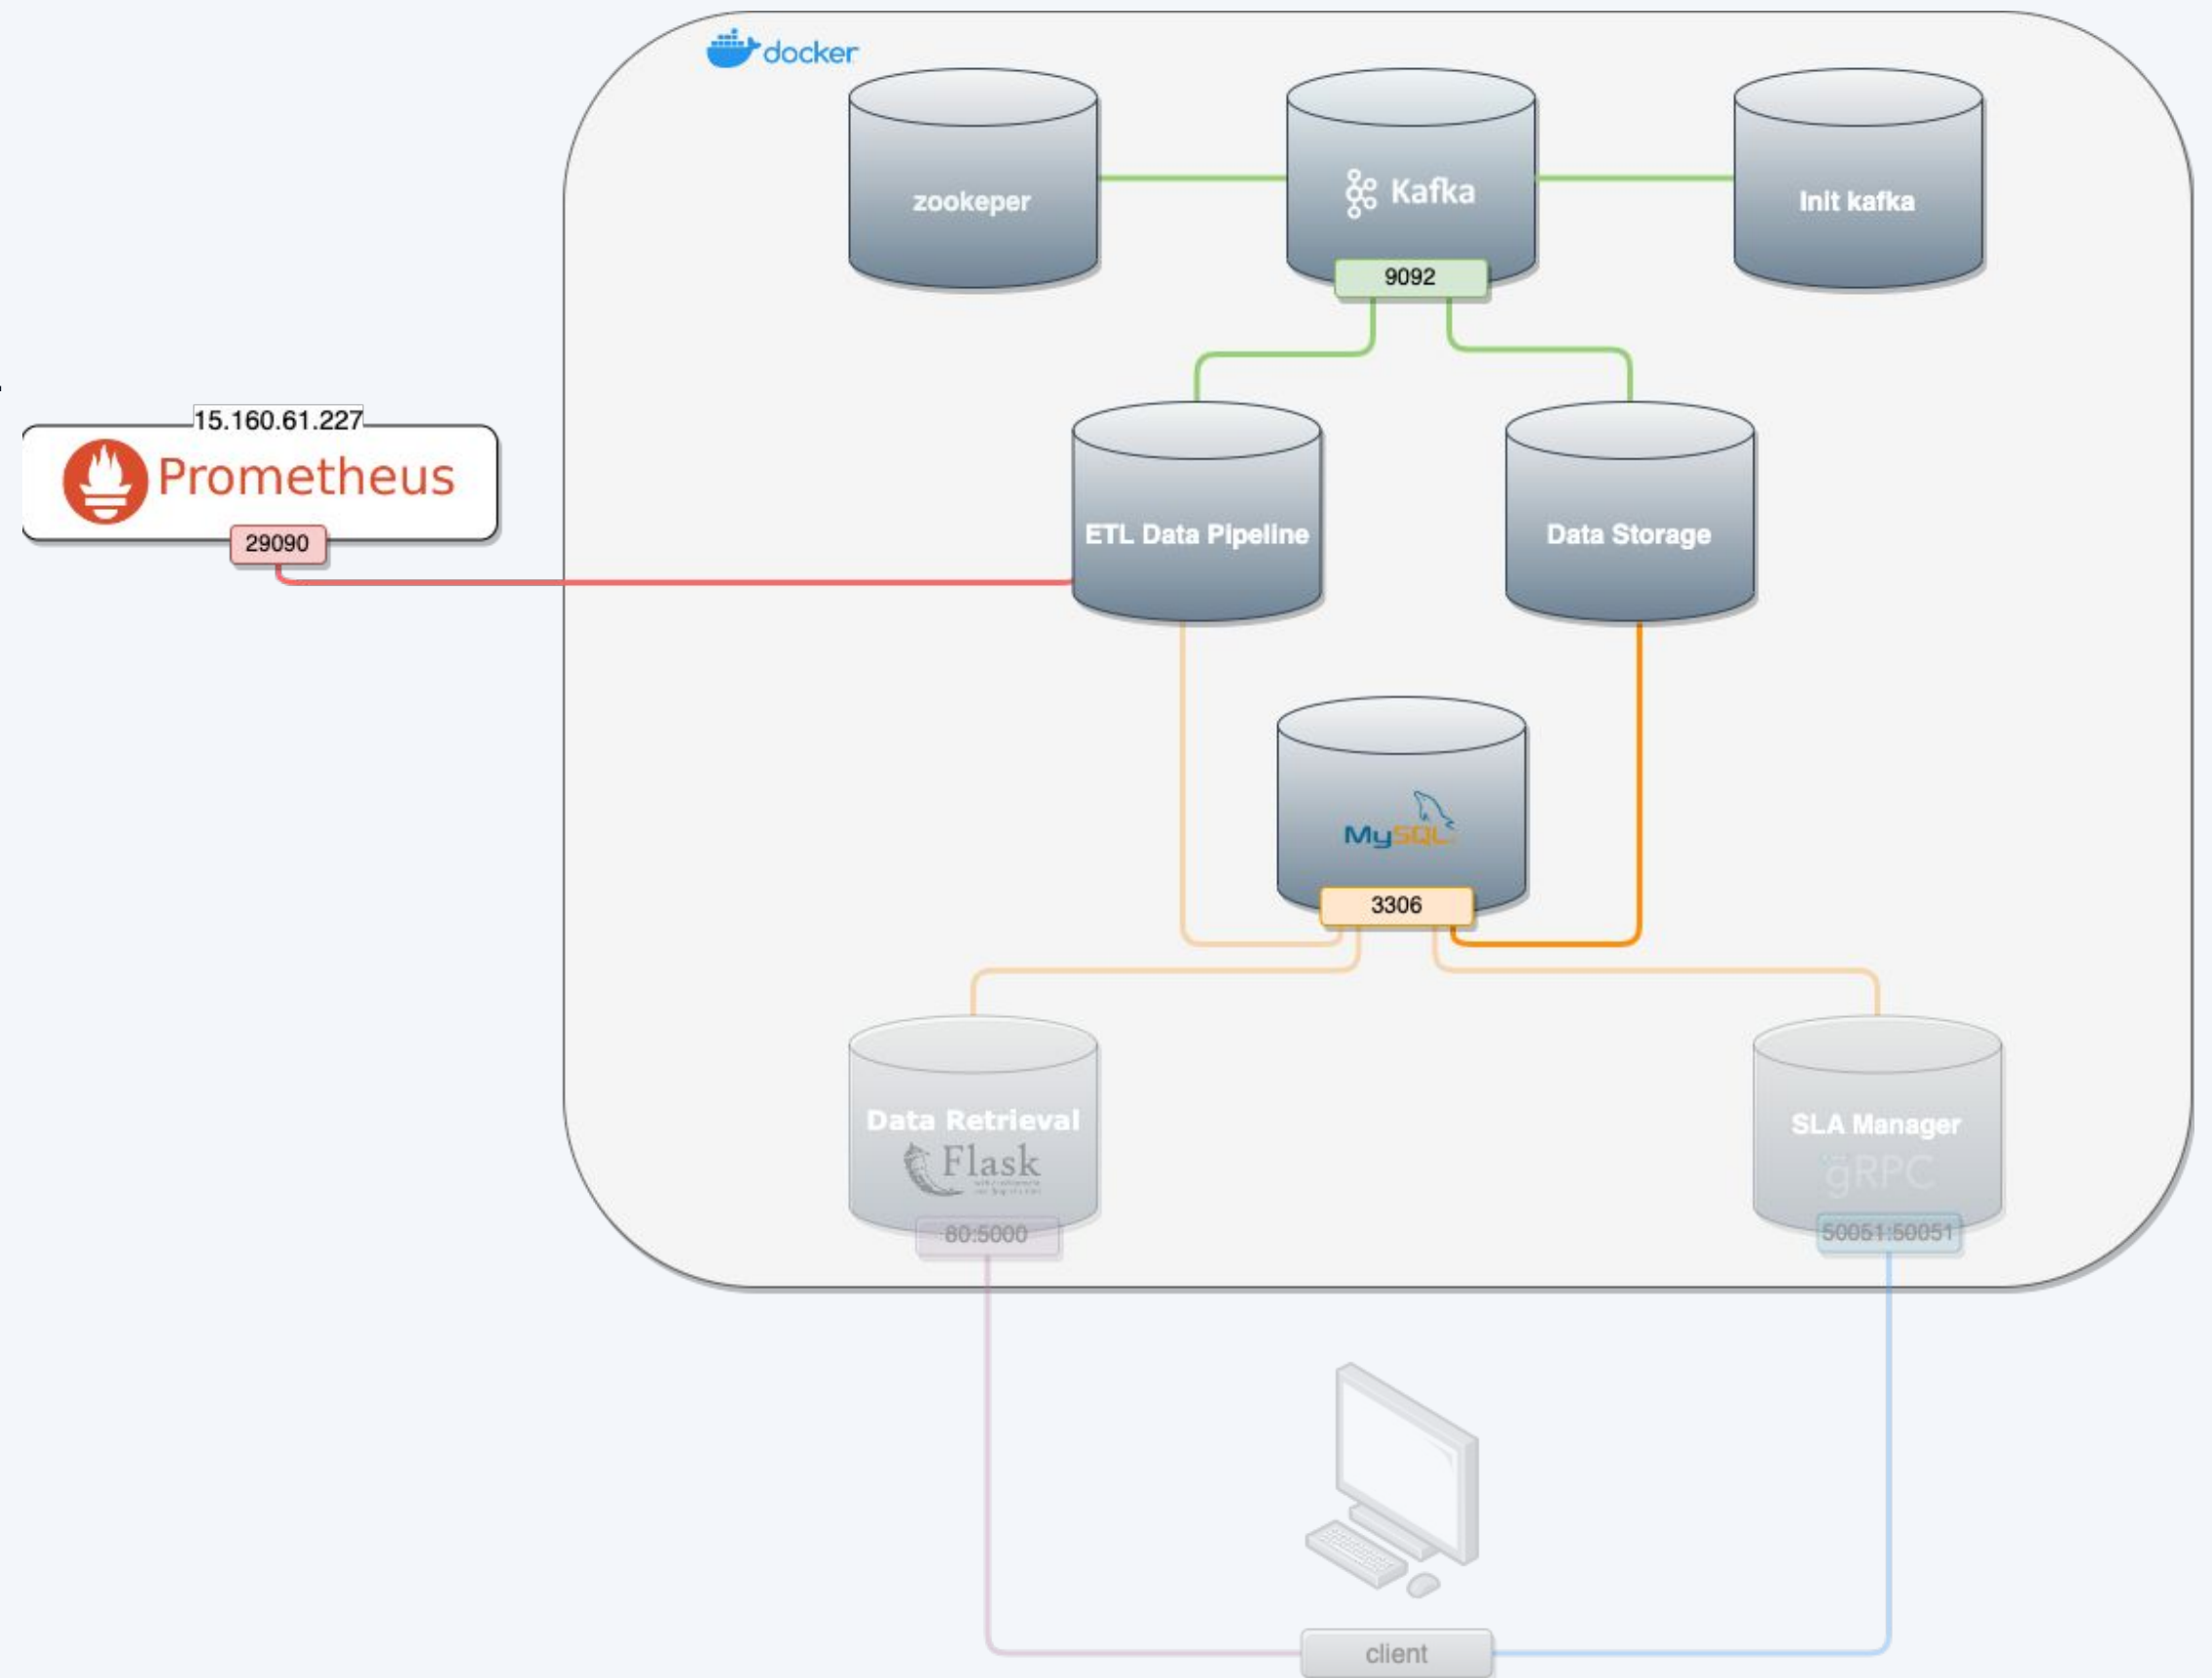 docker
zookeper
Kafka
Init kafka
9092
15.160.61.227
Prometheus
29090
ETL Data Pipeline
Data Storage
MySQL
3306
Data Retrieval
Flask
80:5000
SLA Manager
gRPC
50051:50051
client